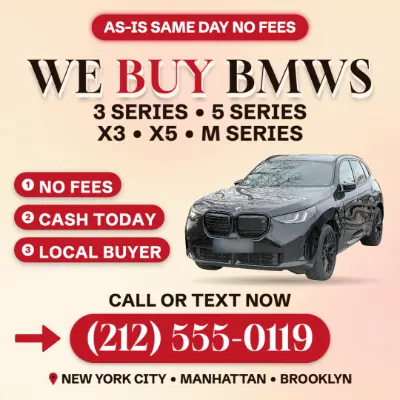 AS-IS SAME DAY NO FEES
WE BUY BMWS
3 SERIES • 5 SERIES
X3 • X5 • M SERIES
1 NO FEES
2 CASH TODAY
3 LOCAL BUYER
CALL OR TEXT NOW
(212) 555-0119
NEW YORK CITY • MANHATTAN • BROOKLYN